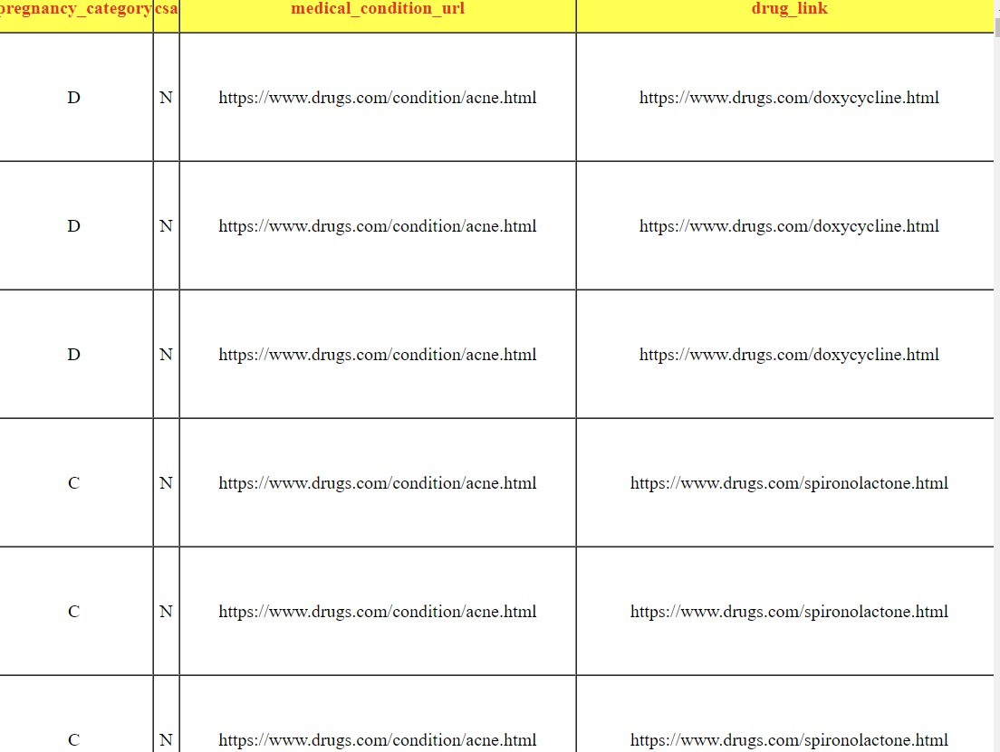 pregnancy_category csa medical_condition_url drug_link
D N https://www.drugs.com/condition/acne.html https://www.drugs.com/doxycycline.html
D N https://www.drugs.com/condition/acne.html https://www.drugs.com/doxycycline.html
D N https://www.drugs.com/condition/acne.html https://www.drugs.com/doxycycline.html
C N https://www.drugs.com/condition/acne.html https://www.drugs.com/spironolactone.html
C N https://www.drugs.com/condition/acne.html https://www.drugs.com/spironolactone.html
C N https://www.drugs.com/condition/acne.html https://www.drugs.com/spironolactone.html